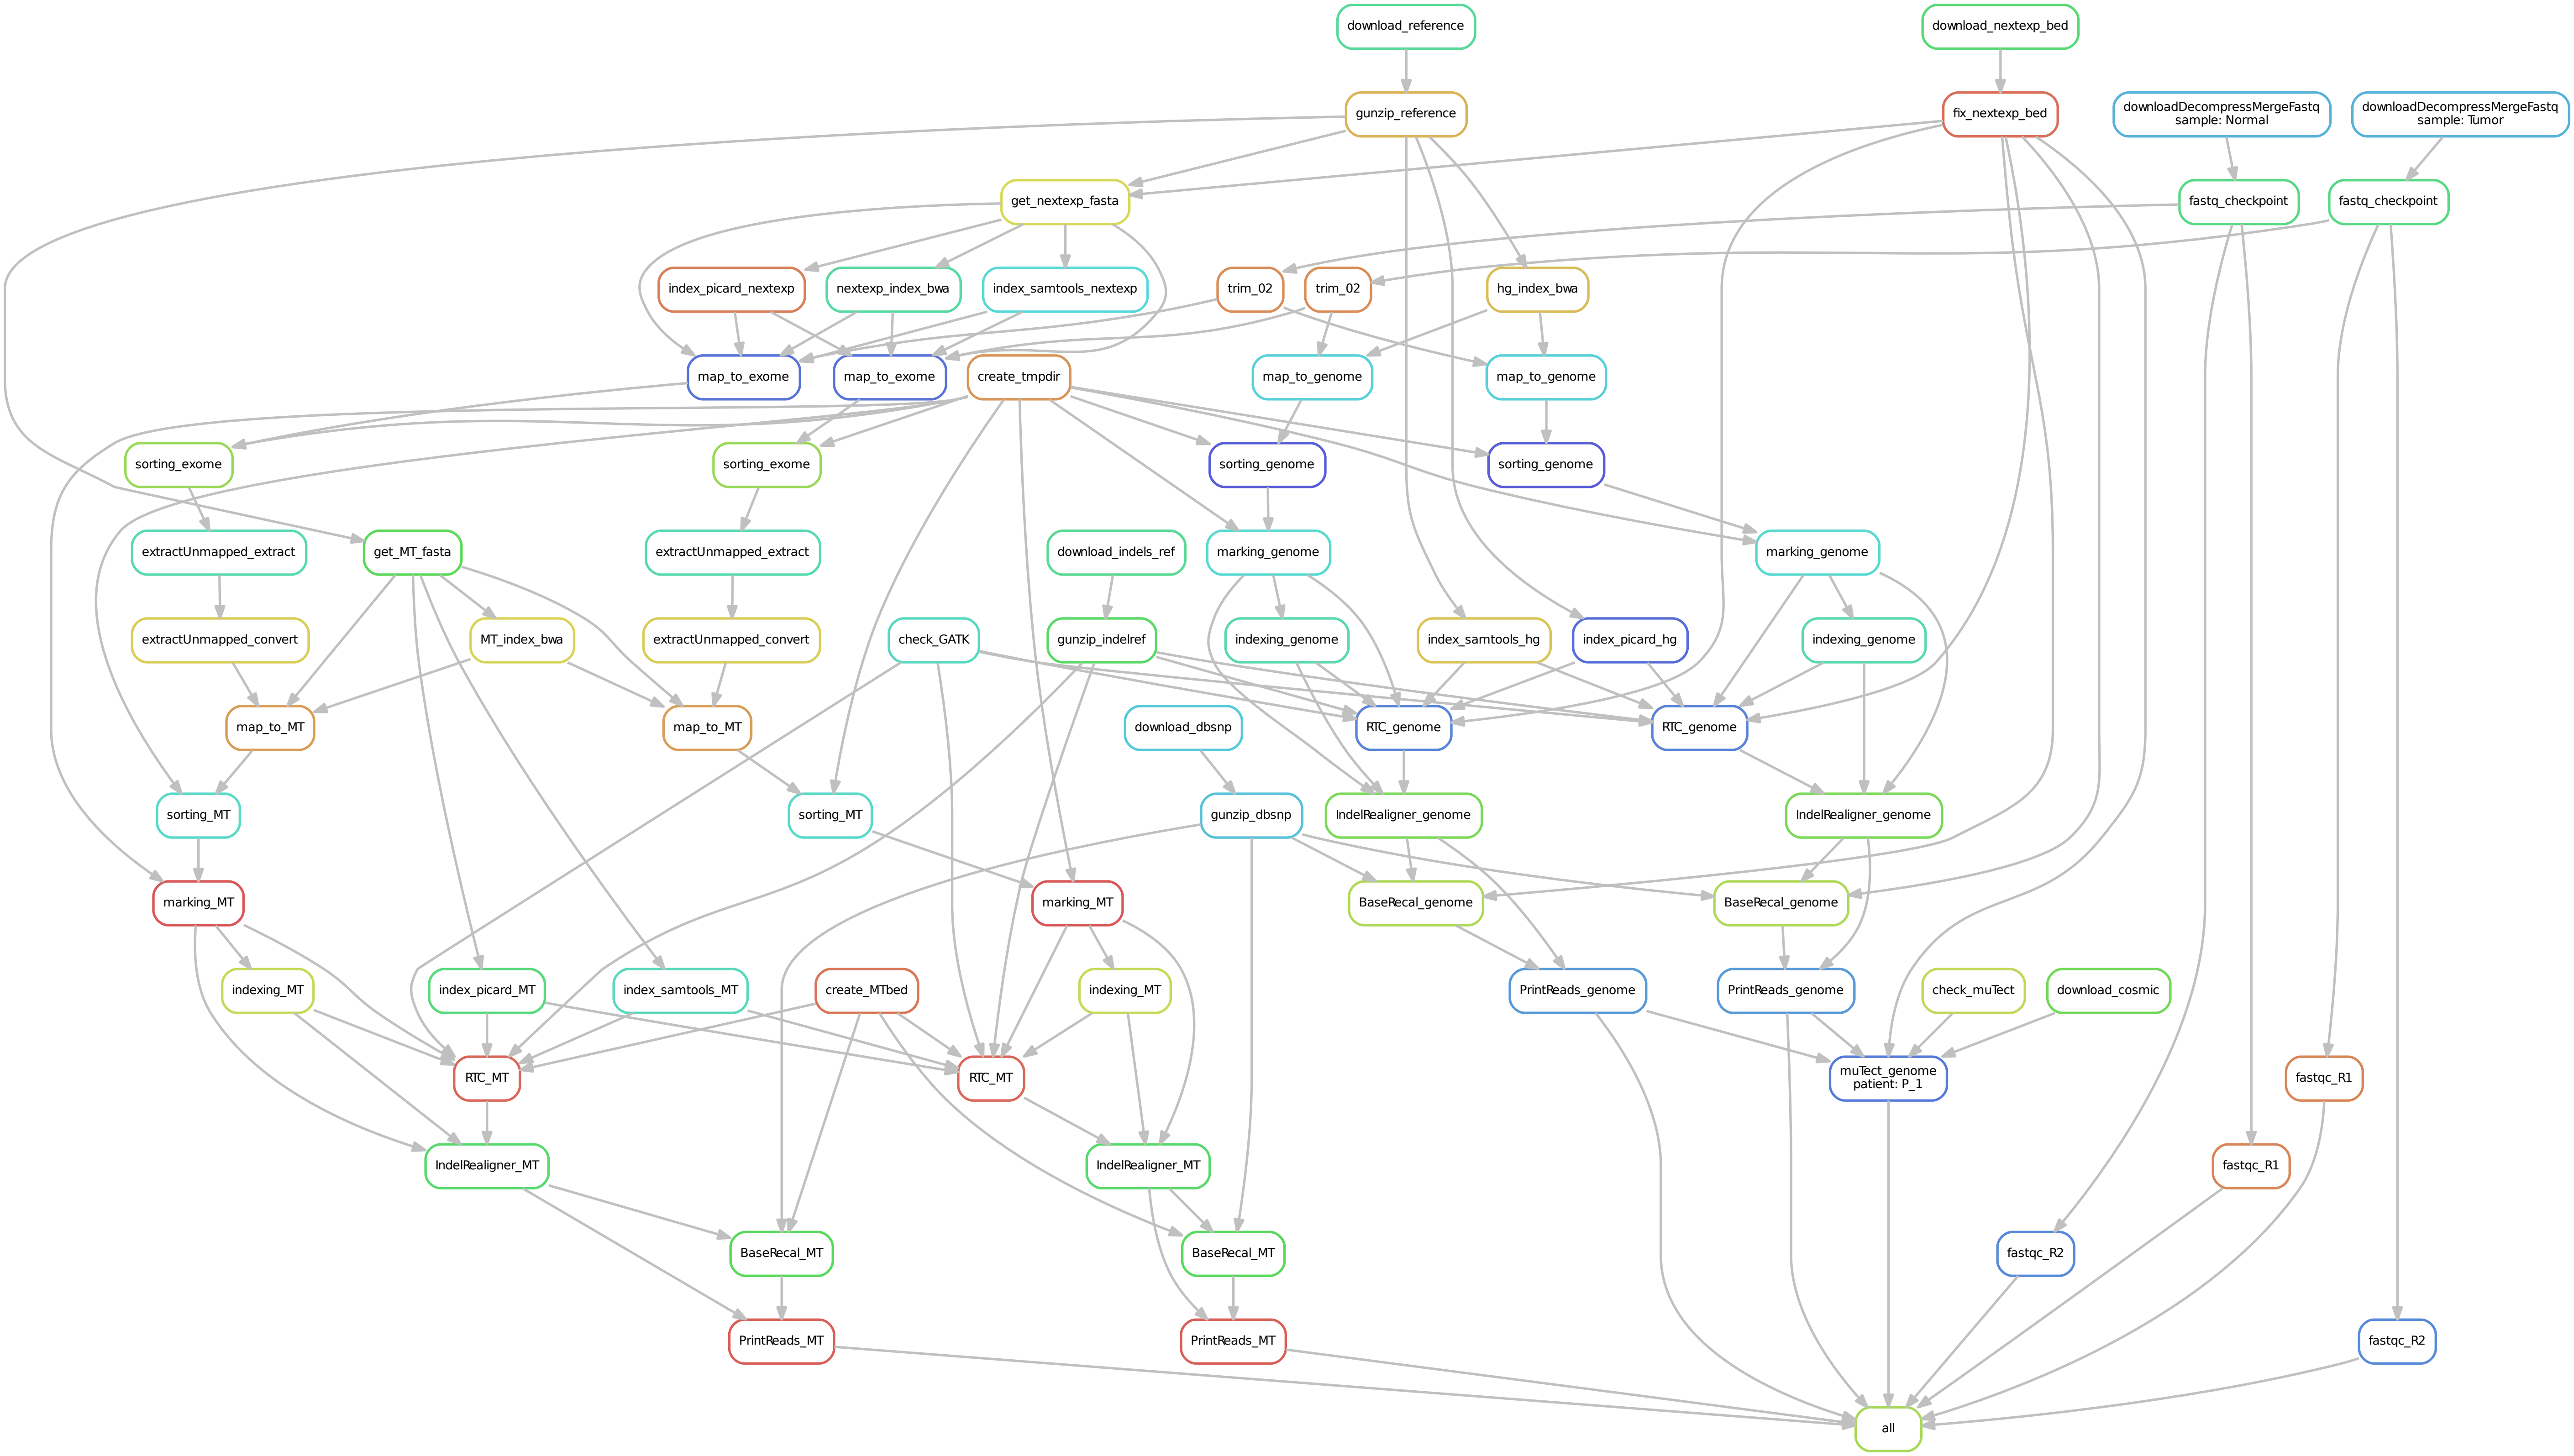 download_reference
download_nextexp_bed
gunzip_reference
fix_nextexp_bed
downloadDecompressMergeFastq
sample: Normal
downloadDecompressMergeFastq
sample: Tumor
get_nextexp_fasta
fastq_checkpoint
fastq_checkpoint
index_picard_nextexp
nextexp_index_bwa
index_samtools_nextexp
trim_02
trim_02
hg_index_bwa
map_to_exome
map_to_exome
create_tmpdir
map_to_genome
map_to_genome
sorting_exome
sorting_exome
sorting_genome
sorting_genome
extractUnmapped_extract
get_MT_fasta
extractUnmapped_extract
download_indels_ref
marking_genome
marking_genome
extractUnmapped_convert
MT_index_bwa
extractUnmapped_convert
check_GATK
gunzip_indelref
indexing_genome
index_samtools_hg
index_picard_hg
indexing_genome
map_to_MT
map_to_MT
download_dbsnp
RTC_genome
RTC_genome
sorting_MT
sorting_MT
gunzip_dbsnp
IndelRealigner_genome
IndelRealigner_genome
marking_MT
marking_MT
BaseRecal_genome
BaseRecal_genome
indexing_MT
index_picard_MT
index_samtools_MT
create_MTbed
indexing_MT
PrintReads_genome
PrintReads_genome
check_muTect
download_cosmic
RTC_MT
RTC_MT
muTect_genome
patient: P_1
fastqc_R1
IndelRealigner_MT
IndelRealigner_MT
fastqc_R1
BaseRecal_MT
BaseRecal_MT
fastqc_R2
PrintReads_MT
PrintReads_MT
fastqc_R2
all